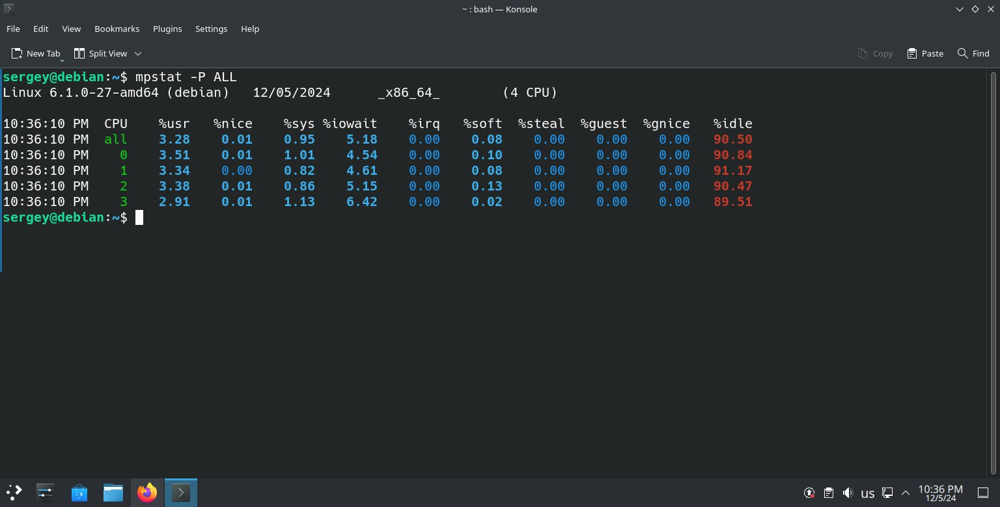 ~ : bash — Konsole
File Edit View Bookmarks Plugins Settings Help
New Tab Split View Copy Paste Find
sergey@debian:~$ mpstat -P ALL
Linux 6.1.0-27-amd64 (debian) 12/05/2024 _x86_64_ (4 CPU)
10:36:10 PM CPU %usr %nice %sys %iowait %irq %soft %steal %guest %gnice %idle
10:36:10 PM all 3.28 0.01 0.95 5.18 0.00 0.08 0.00 0.00 0.00 90.50
10:36:10 PM 0 3.51 0.01 1.01 4.54 0.00 0.10 0.00 0.00 0.00 90.84
10:36:10 PM 1 3.34 0.00 0.82 4.61 0.00 0.08 0.00 0.00 0.00 91.17
10:36:10 PM 2 3.38 0.01 0.86 5.15 0.00 0.13 0.00 0.00 0.00 90.47
10:36:10 PM 3 2.91 0.01 1.13 6.42 0.00 0.02 0.00 0.00 0.00 89.51
sergey@debian:~$
us 10:36 PM
12/5/24